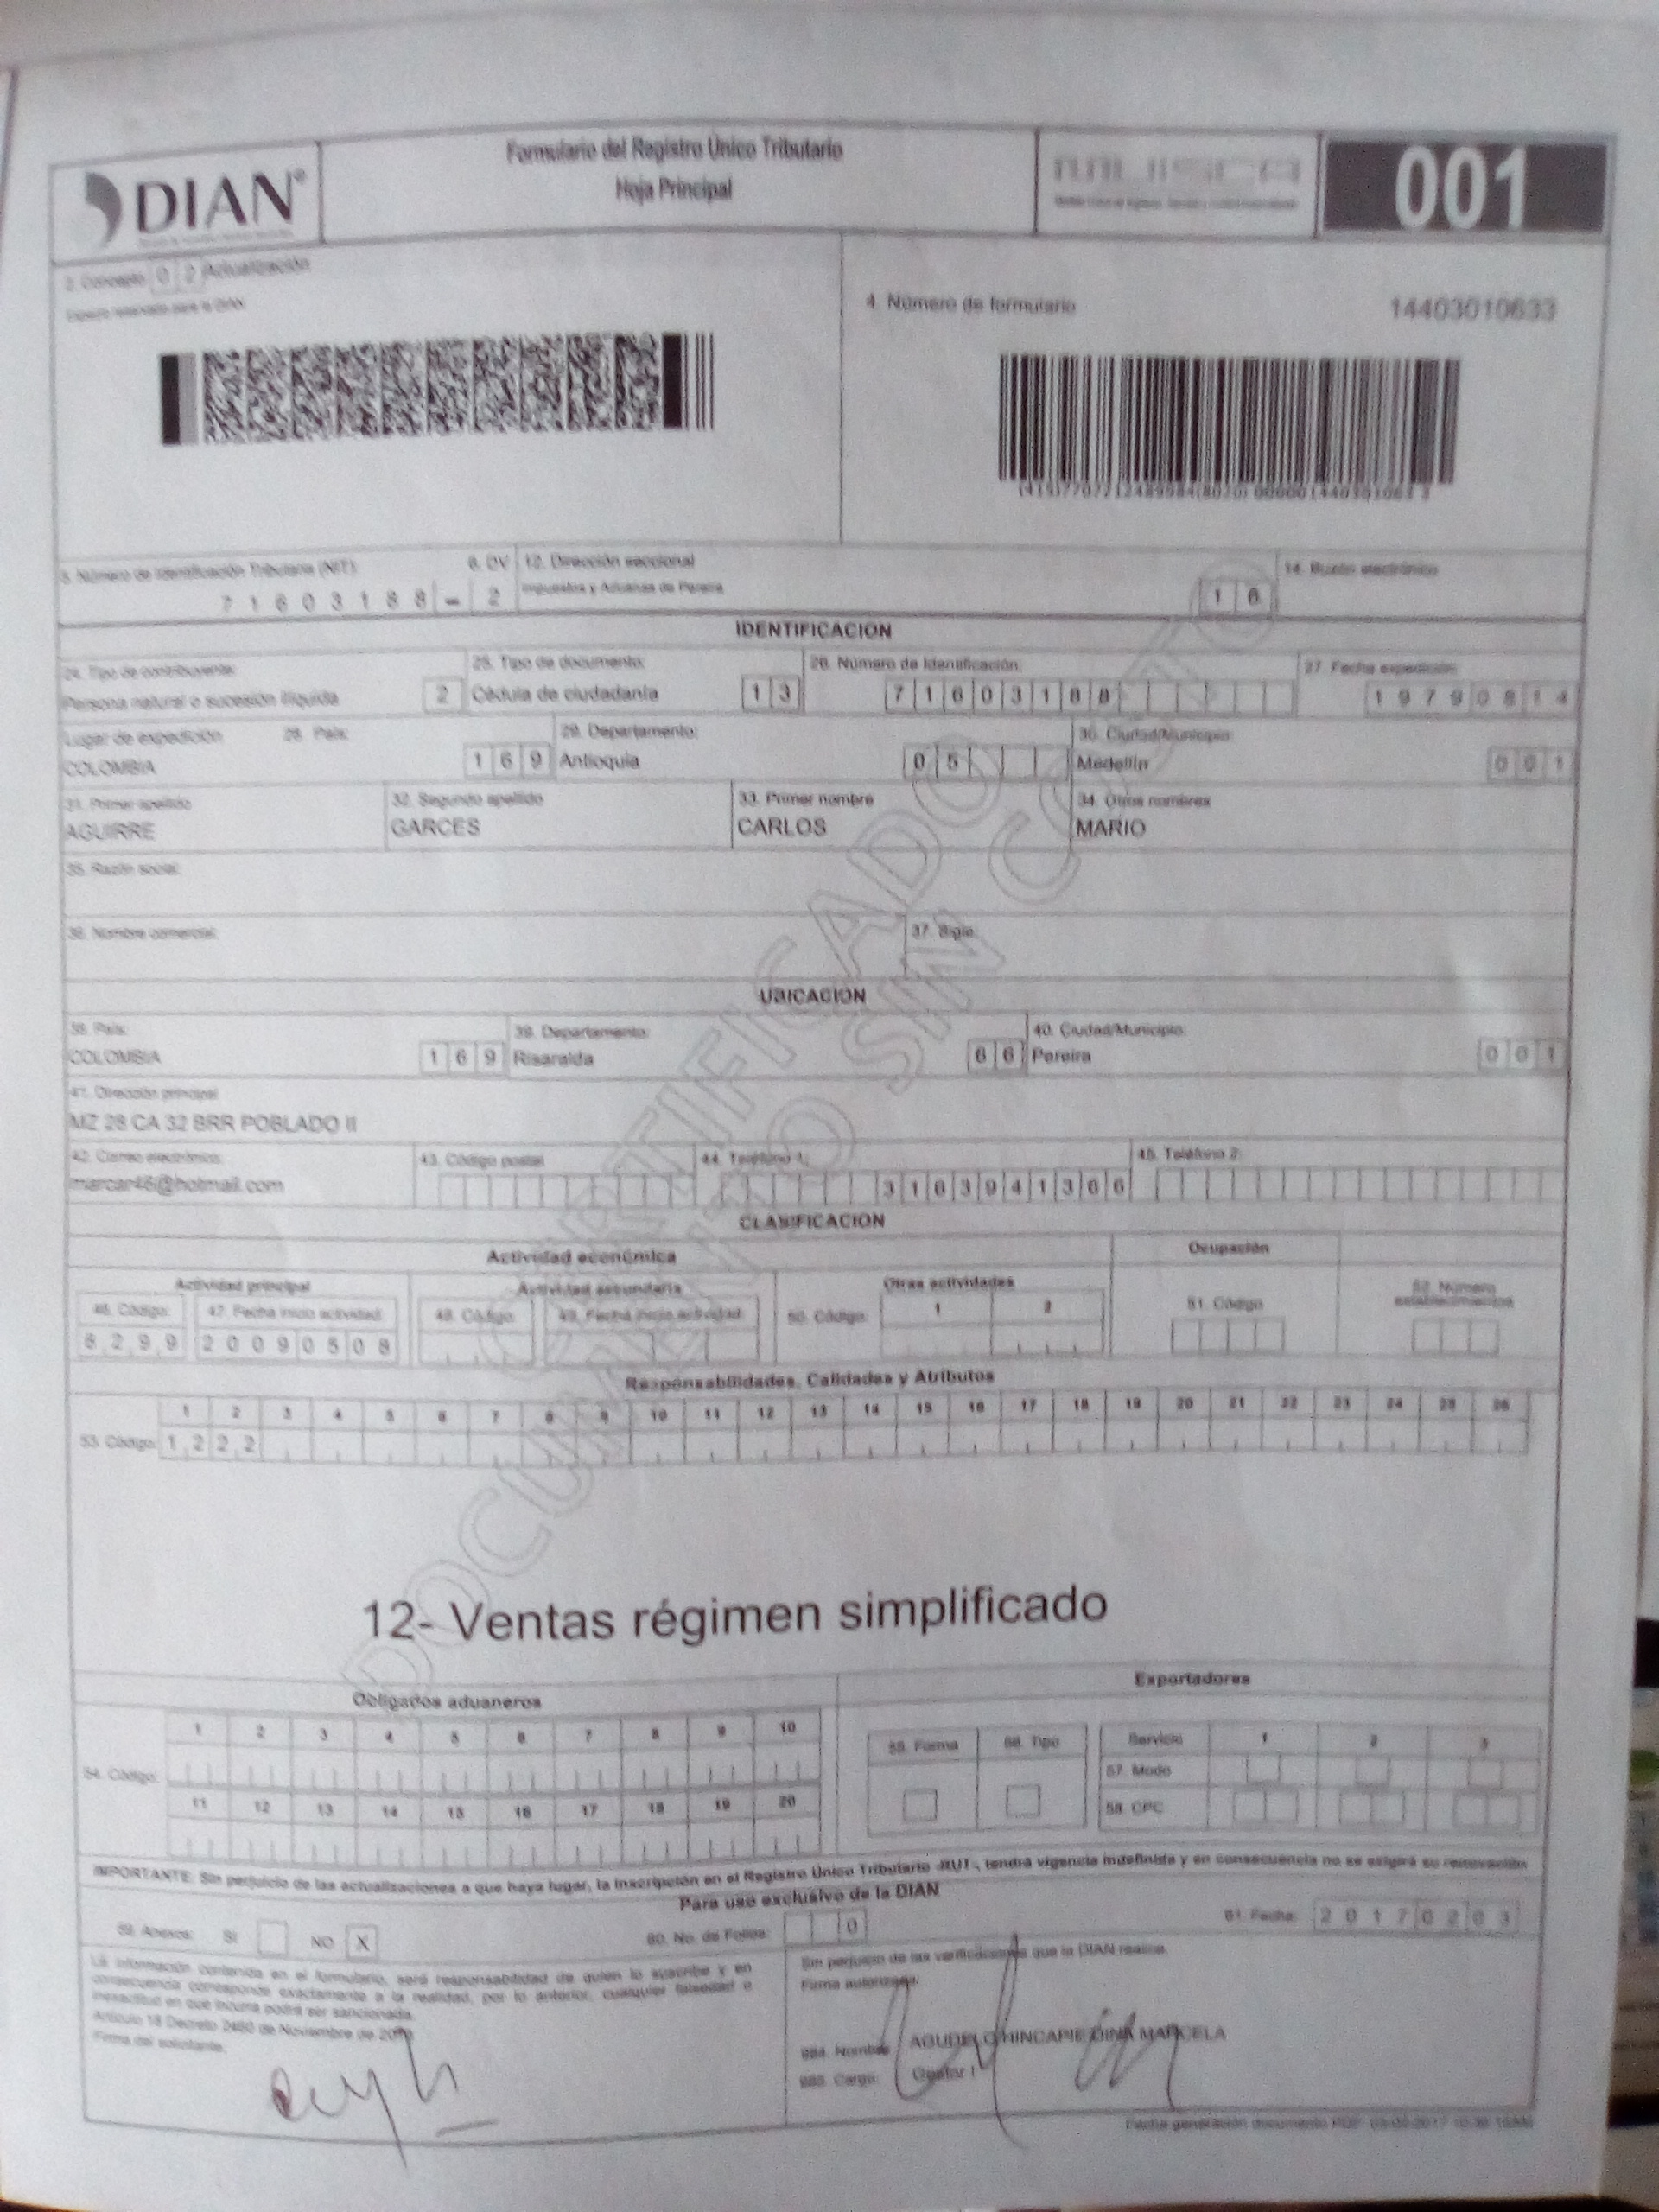 DIAN
Formulario del Registro Único Tributario
Hoja Principal
001
2. Concepto 0 2 Actualización
Espacio reservado para la DIAN
4. Número de formulario 14403010633
(415)7707212489984(8020) 000001440301063 3
5. Número de Identificación Tributaria (NIT): 6. DV 12. Dirección seccional 14. Buzón electrónico
7 1 6 0 3 1 8 8 - 2 Impuestos y Aduanas de Pereira 1 6
IDENTIFICACION
24. Tipo de contribuyente: 25. Tipo de documento: 26. Número de Identificación: 27. Fecha expedición:
Persona natural o sucesión ilíquida 2 Cédula de ciudadanía 1 3 7 1 6 0 3 1 8 8 1 9 7 9 0 8 1 4
Lugar de expedición 28. País: 29. Departamento: 30. Ciudad/Municipio:
COLOMBIA 1 6 9 Antioquia 0 5 Medellín 0 0 1
31. Primer apellido 32. Segundo apellido 33. Primer nombre 34. Otros nombres
AGUIRRE GARCES CARLOS MARIO
35. Razón social:
36. Nombre comercial: 37. Sigla:
UBICACION
38. País: 39. Departamento: 40. Ciudad/Municipio:
COLOMBIA 1 6 9 Risaralda 6 6 Pereira 0 0 1
41. Dirección principal
MZ 28 CA 32 BRR POBLADO II
42. Correo electrónico: 43. Código postal 44. Teléfono 1: 45. Teléfono 2:
marcar46@hotmail.com 3 1 6 3 9 4 1 3 6 6
CLASIFICACION
Actividad económica Ocupación
Actividad principal Actividad secundaria Otras actividades 52. Número establecimientos
46. Código: 47. Fecha inicio actividad: 48. Código: 49. Fecha inicio actividad: 50. Código: 1 2 51. Código
8 2 9 9 2 0 0 9 0 5 0 8
Responsabilidades, Calidades y Atributos
1 2 3 4 5 6 7 8 9 10 11 12 13 14 15 16 17 18 19 20 21 22 23 24 25 26
53. Código: 1 2 2 2
12- Ventas régimen simplificado
Obligados aduaneros Exportadores
1 2 3 4 5 6 7 8 9 10
55. Forma 56. Tipo Servicio 1 2 3
54. Código: 57. Modo
11 12 13 14 15 16 17 18 19 20
58. CPC
IMPORTANTE: Sin perjuicio de las actualizaciones a que haya lugar, la inscripción en el Registro Único Tributario -RUT-, tendrá vigencia indefinida y en consecuencia no se exigirá su renovación
Para uso exclusivo de la DIAN
59. Anexos: SI NO X 60. No. de Folios: 0 61. Fecha: 2 0 1 7 0 2 0 3
La información contenida en el formulario, será responsabilidad de quien lo suscribe y en
consecuencia corresponde exactamente a la realidad, por lo anterior, cualquier falsedad o
inexactitud en que incurra podrá ser sancionada.
Artículo 18 Decreto 2460 de Noviembre de 2013
Firma del solicitante:
Sin perjuicio de las verificaciones que la DIAN realice.
Firma autorizada:
984. Nombre AGUDELO HINCAPIE DINA MARCELA
985. Cargo: Gestor I
Fecha generación documento PDF:
CERTIFICADO
DOCUMENTO SIN COSTO